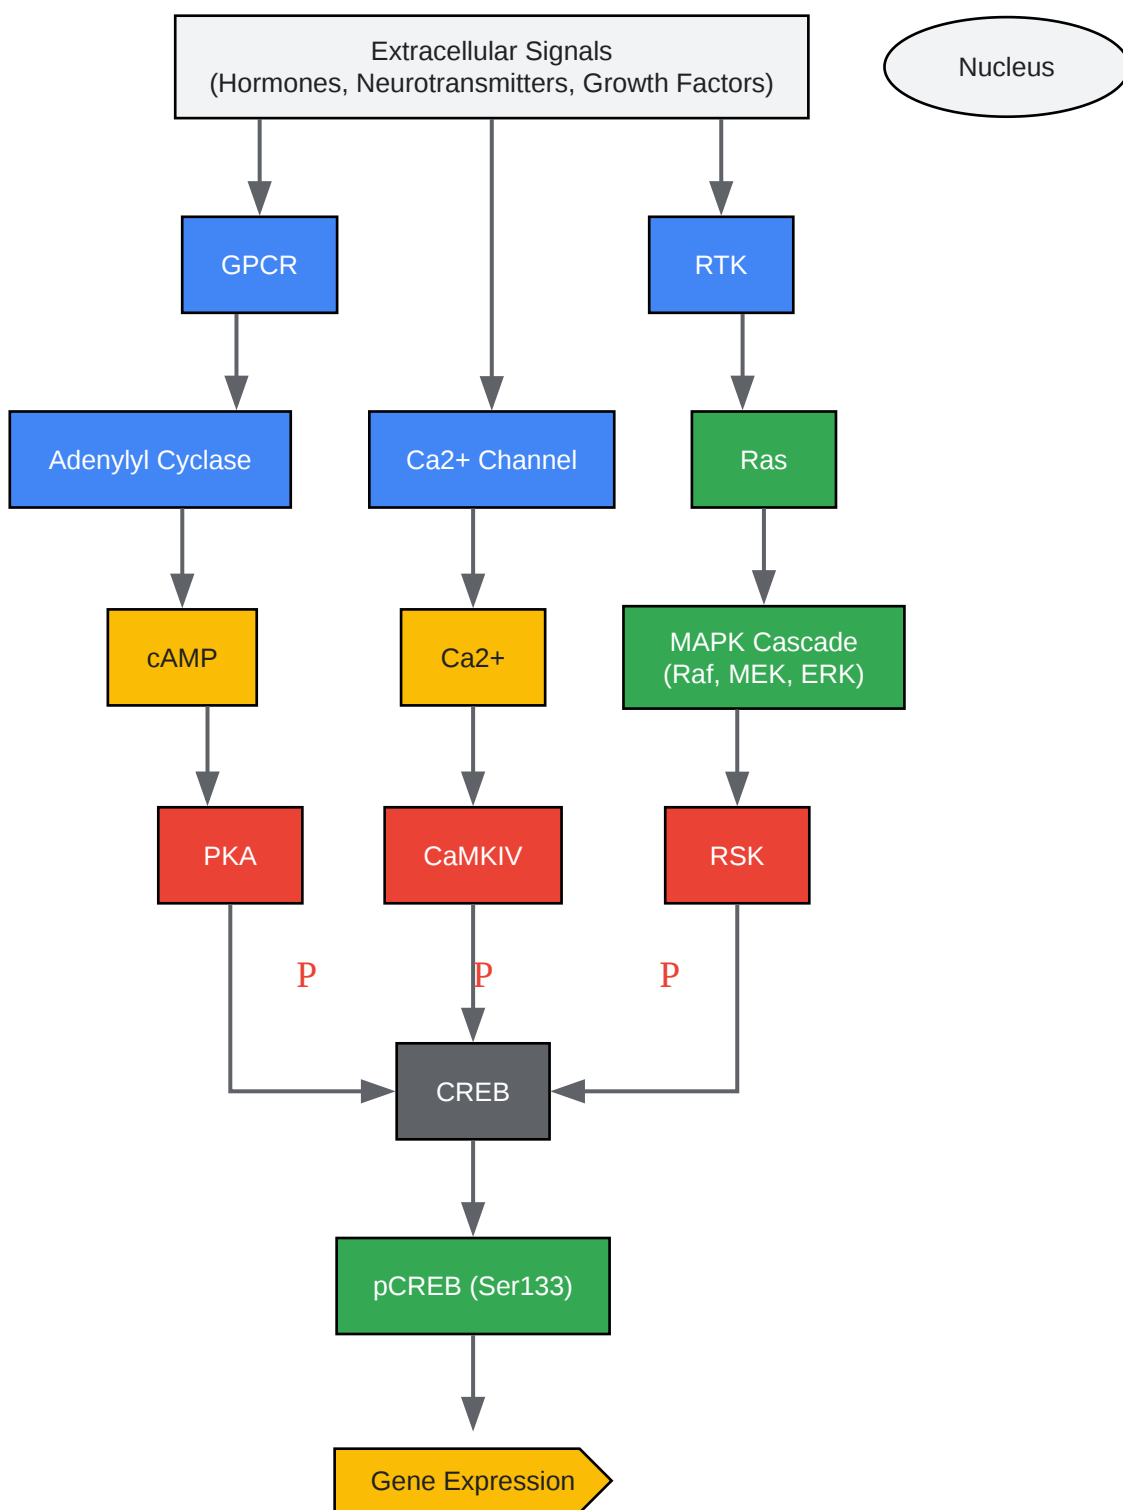 Extracellular Signals
(Hormones, Neurotransmitters, Growth Factors)
Nucleus
GPCR
RTK
Adenylyl Cyclase
Ca2+ Channel
Ras
cAMP
Ca2+
MAPK Cascade
(Raf, MEK, ERK)
PKA
CaMKIV
RSK
P
P
P
CREB
pCREB (Ser133)
Gene Expression